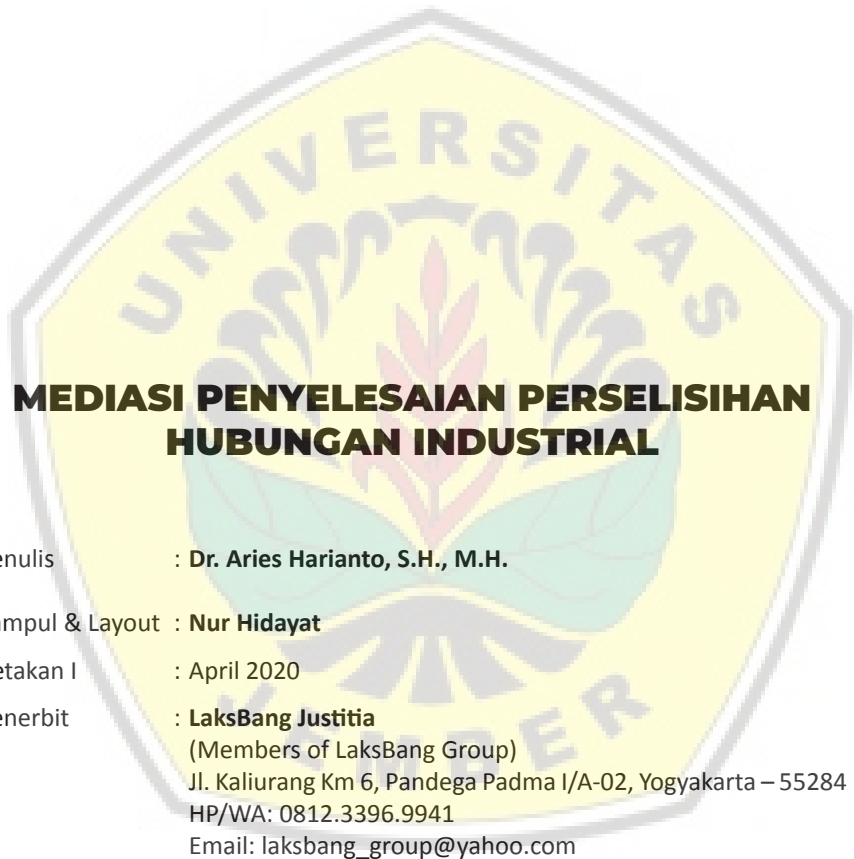 UNIVERSITAS
MEDIASI PENYELESAIAN PERSELISIHAN
HUBUNGAN INDUSTRIAL
enulis : Dr. Aries Harianto, S.H., M.H.
ampul & Layout : Nur Hidayat
etakan I : April 2020
enerbit : LaksBang Justitia
(Members of LaksBang Group)
Jl. Kaliurang Km 6, Pandega Padma I/A-02, Yogyakarta – 55284
HP/WA: 0812.3396.9941
Email: laksbang_group@yahoo.com
JEMBER